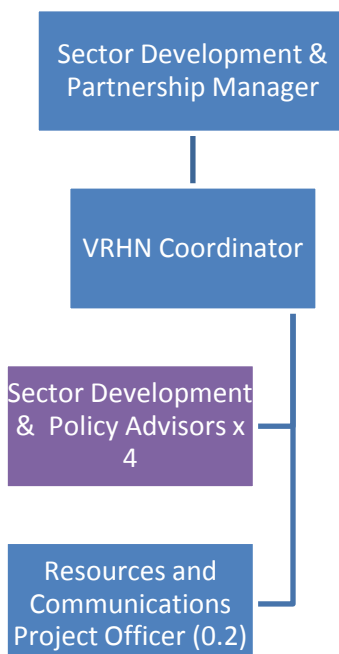 Sector Development &
Partnership Manager
VRHN Coordinator
Sector Development
& Policy Advisors x
4
Resources and
Communications
Project Officer (0.2)